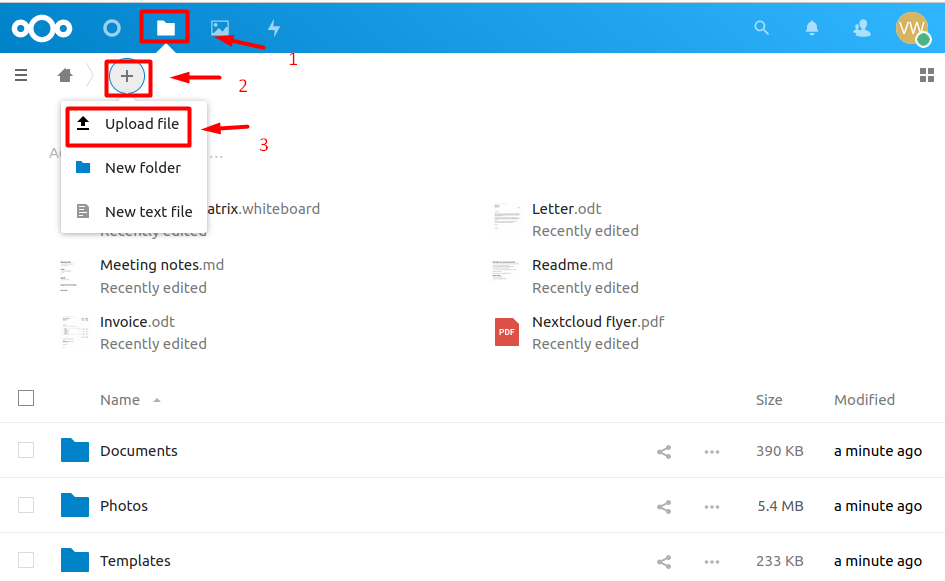 VW
1
2
Upload file
3
New folder
New text file
atrix.whiteboard
Recently edited
Letter.odt
Recently edited
Meeting notes.md
Recently edited
Readme.md
Recently edited
Invoice.odt
Recently edited
PDF
Nextcloud flyer.pdf
Recently edited
Name Size Modified
Documents 390 KB a minute ago
Photos 5.4 MB a minute ago
Templates 233 KB a minute ago